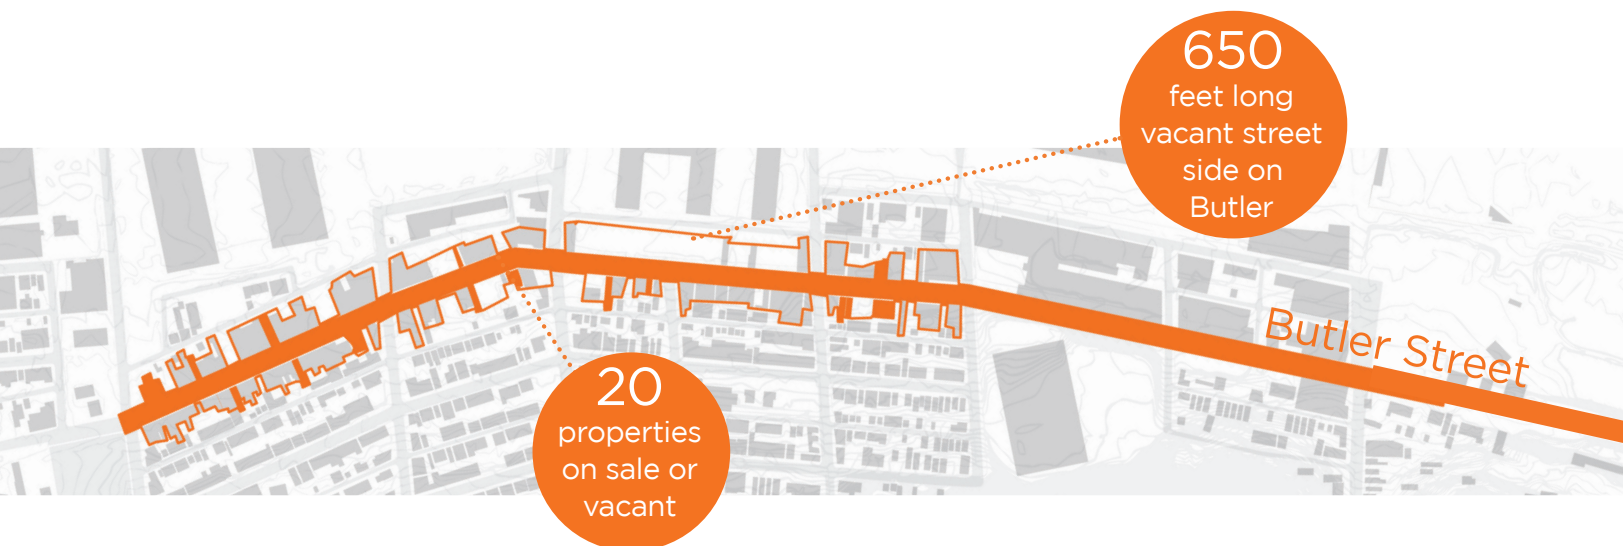 650
feet long
vacant street
side on
Butler
Butler Street
20
properties
on sale or
vacant